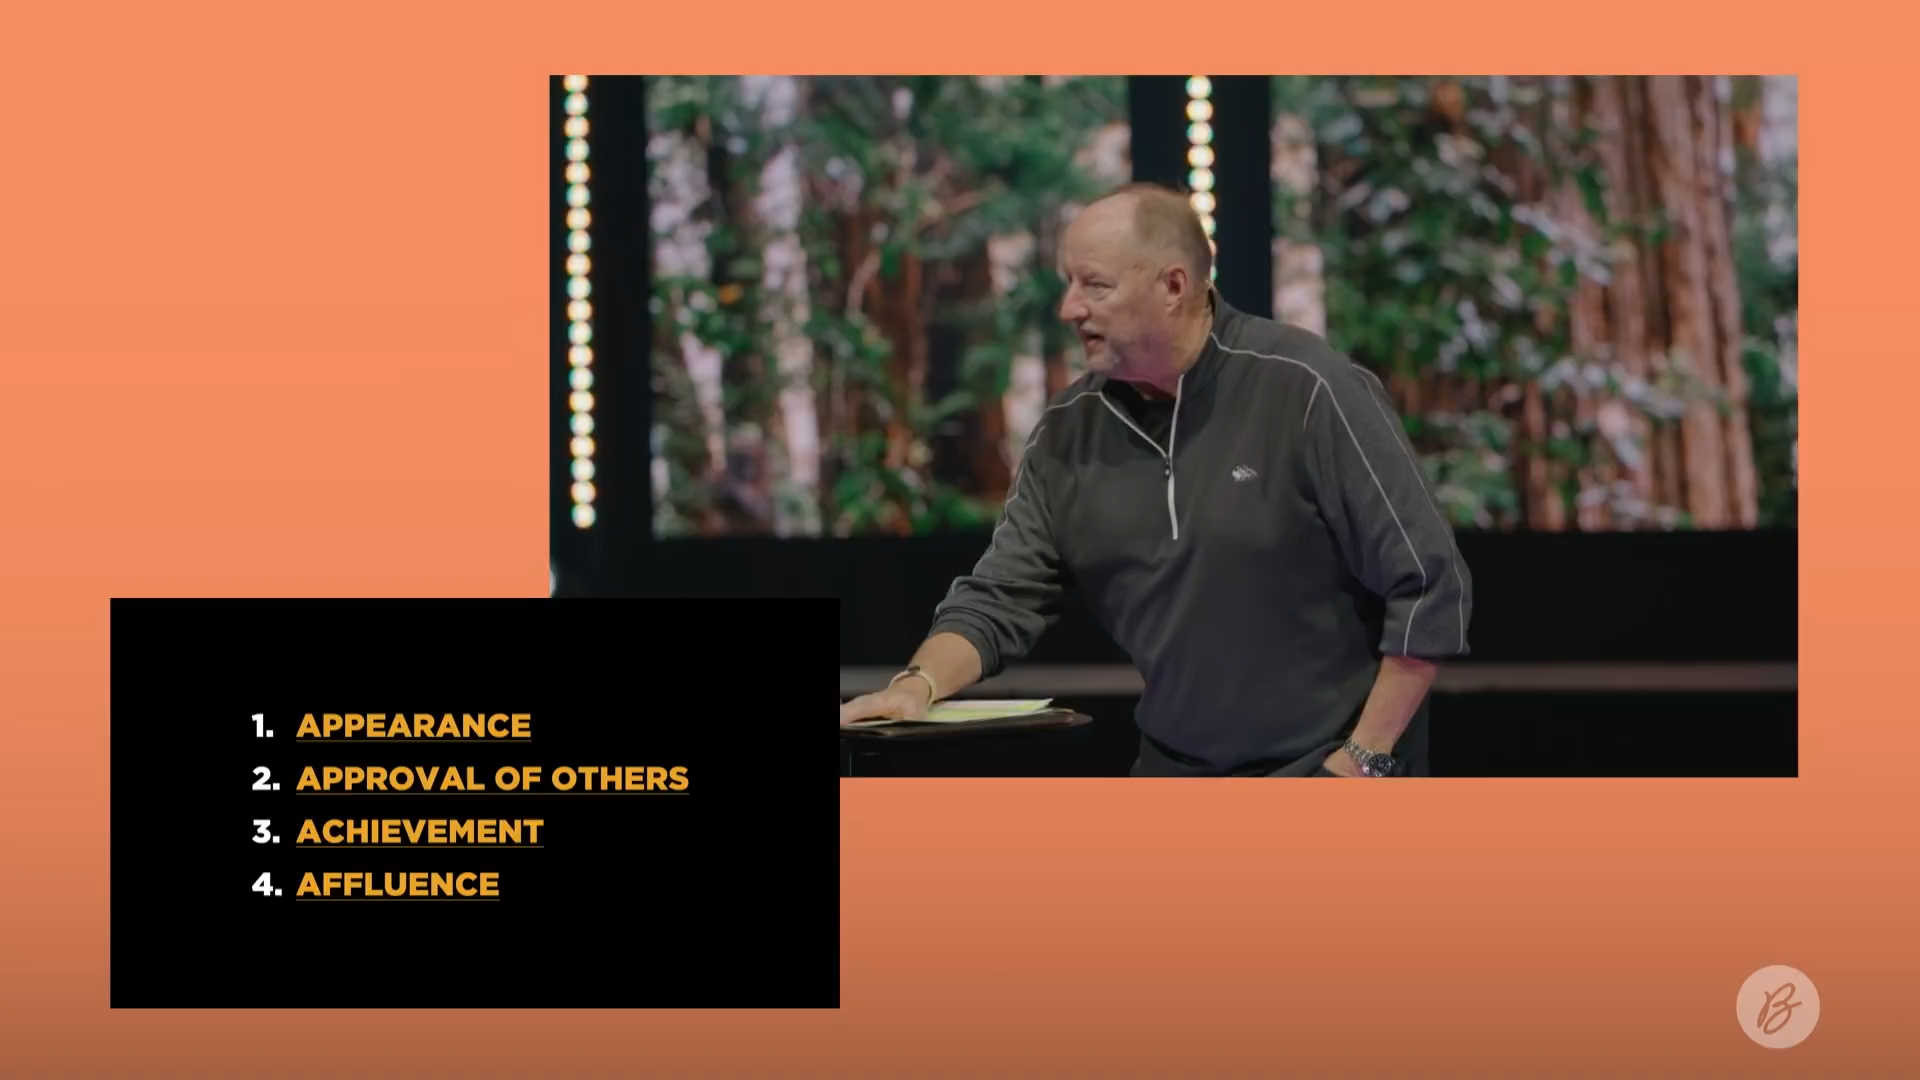 1. APPEARANCE
2. APPROVAL OF OTHERS
3. ACHIEVEMENT
4. AFFLUENCE
B